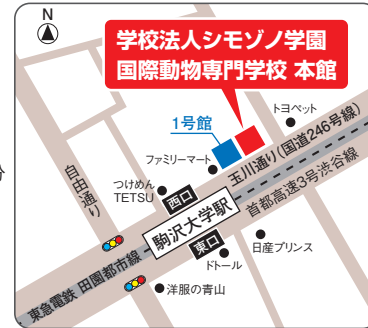 N
学校法人シモゾノ学園
国際動物専門学校 本館
トヨペット
1号館
ファミリーマート
玉川通り(国道246号線)
首都高速3号渋谷線
自由通り
つけめん
TETSU
西口
駒沢大学駅
東口
日産プリンス
ドトール
東急電鉄 田園都市線
洋服の青山
分